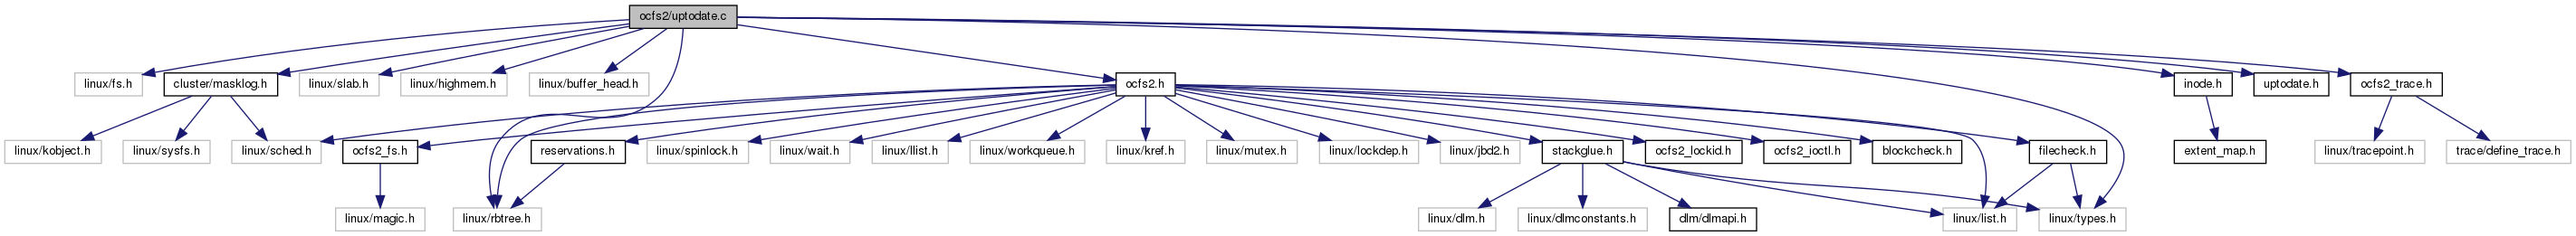 ocfs2/uptodate.c
linux/fs.h
cluster/masklog.h
linux/slab.h
linux/highmem.h
linux/buffer_head.h
ocfs2.h
inode.h
uptodate.h
ocfs2_trace.h
linux/kobject.h
linux/sysfs.h
linux/sched.h
ocfs2_fs.h
reservations.h
linux/spinlock.h
linux/wait.h
linux/llist.h
linux/workqueue.h
linux/kref.h
linux/mutex.h
linux/lockdep.h
linux/jbd2.h
stackglue.h
ocfs2_lockid.h
ocfs2_ioctl.h
blockcheck.h
filecheck.h
extent_map.h
linux/tracepoint.h
trace/define_trace.h
linux/magic.h
linux/rbtree.h
linux/dlm.h
linux/dlmconstants.h
dlm/dlmapi.h
linux/list.h
linux/types.h